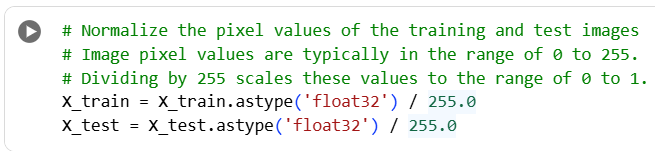 # Normalize the pixel values of the training and test images
# Image pixel values are typically in the range of 0 to 255.
# Dividing by 255 scales these values to the range of 0 to 1.
X_train = X_train.astype('float32') / 255.0
X_test = X_test.astype('float32') / 255.0